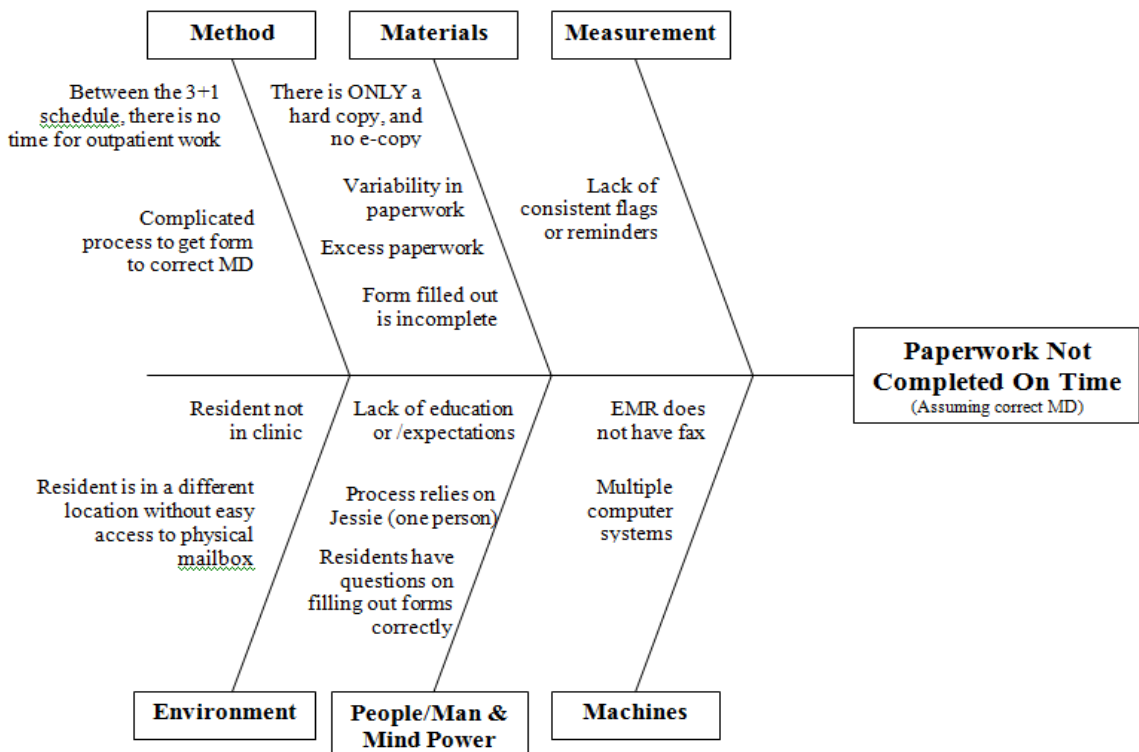 Method
Materials
Measurement
Between the 3+1
schedule, there is no
time for outpatient work
Complicated
process to get form
to correct MD
There is ONLY a
hard copy, and
no e-copy
Variability in
paperwork
Excess paperwork
Form filled out
is incomplete
Lack of
consistent flags
or reminders
Paperwork Not
Completed On Time
(Assuming correct MD)
Resident not
in clinic
Resident is in a different
location without easy
access to physical
mailbox
Lack of education
or /expectations
Process relies on
Jessie (one person)
Residents have
questions on
filling out forms
correctly
EMR does
not have fax
Multiple
computer
systems
Environment
People/Man &
Mind Power
Machines